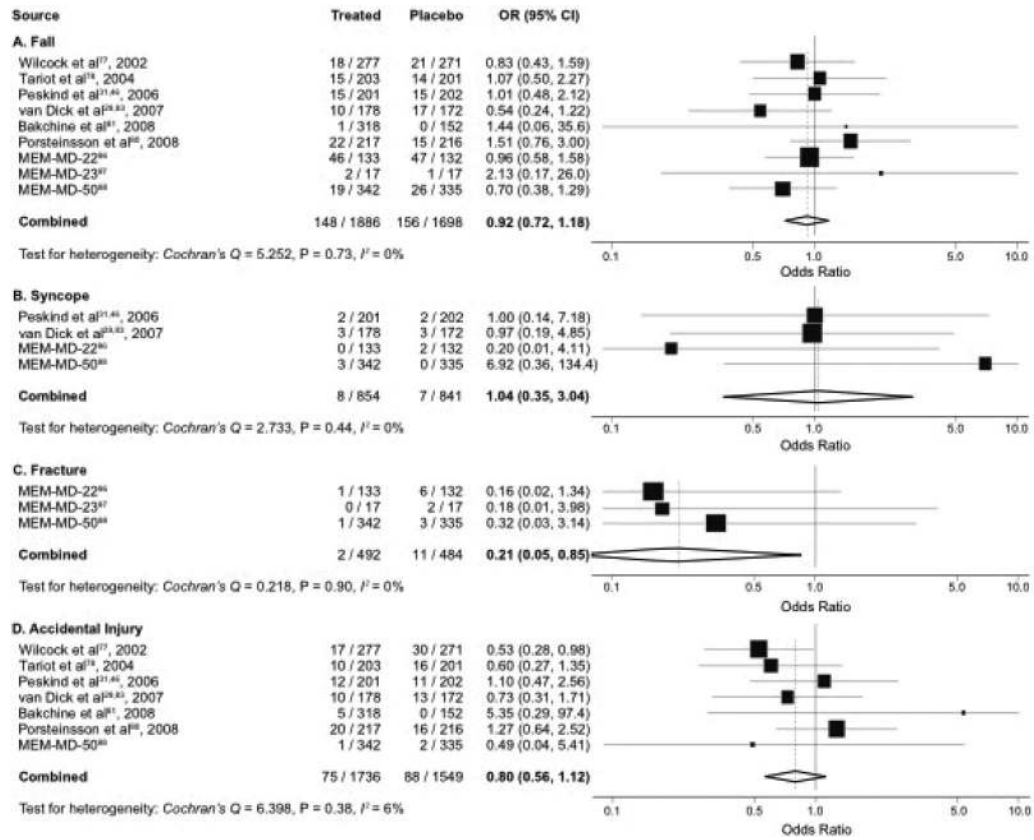 Source Treated Placebo OR (95% CI)
A. Fall
Wilcock et al⁷⁷, 2002 18 / 277 21 / 271 0.83 (0.43, 1.59)
Tariot et al⁷⁸, 2004 15 / 203 14 / 201 1.07 (0.50, 2.27)
Peskind et al³¹,⁴⁶, 2006 15 / 201 15 / 202 1.01 (0.48, 2.12)
van Dick et al²⁹,⁸³, 2007 10 / 178 17 / 172 0.54 (0.24, 1.22)
Bakchine et al⁸¹, 2008 1 / 318 0 / 152 1.44 (0.06, 35.6)
Porsteinsson et al⁸⁰, 2008 22 / 217 15 / 216 1.51 (0.76, 3.00)
MEM-MD-22⁸⁶ 46 / 133 47 / 132 0.96 (0.58, 1.58)
MEM-MD-23⁸⁷ 2 / 17 1 / 17 2.13 (0.17, 26.0)
MEM-MD-50⁸⁸ 19 / 342 26 / 335 0.70 (0.38, 1.29)
Combined 148 / 1886 156 / 1698 0.92 (0.72, 1.18)
Test for heterogeneity: Cochran's Q = 5.252, P = 0.73, I² = 0%
0.1 0.5 1.0 5.0 10.0
Odds Ratio
B. Syncope
Peskind et al³¹,⁴⁶, 2006 2 / 201 2 / 202 1.00 (0.14, 7.18)
van Dick et al²⁹,⁸³, 2007 3 / 178 3 / 172 0.97 (0.19, 4.85)
MEM-MD-22⁸⁶ 0 / 133 2 / 132 0.20 (0.01, 4.11)
MEM-MD-50⁸⁸ 3 / 342 0 / 335 6.92 (0.36, 134.4)
Combined 8 / 854 7 / 841 1.04 (0.35, 3.04)
Test for heterogeneity: Cochran's Q = 2.733, P = 0.44, I² = 0%
0.1 0.5 1.0 5.0 10.0
Odds Ratio
C. Fracture
MEM-MD-22⁸⁶ 1 / 133 6 / 132 0.16 (0.02, 1.34)
MEM-MD-23⁸⁷ 0 / 17 2 / 17 0.18 (0.01, 3.98)
MEM-MD-50⁸⁸ 1 / 342 3 / 335 0.32 (0.03, 3.14)
Combined 2 / 492 11 / 484 0.21 (0.05, 0.85)
Test for heterogeneity: Cochran's Q = 0.218, P = 0.90, I² = 0%
0.1 0.5 1.0 5.0 10.0
Odds Ratio
D. Accidental Injury
Wilcock et al⁷⁷, 2002 17 / 277 30 / 271 0.53 (0.28, 0.98)
Tariot et al⁷⁸, 2004 10 / 203 16 / 201 0.60 (0.27, 1.35)
Peskind et al³¹,⁴⁶, 2006 12 / 201 11 / 202 1.10 (0.47, 2.56)
van Dick et al²⁹,⁸³, 2007 10 / 178 13 / 172 0.73 (0.31, 1.71)
Bakchine et al⁸¹, 2008 5 / 318 0 / 152 5.35 (0.29, 97.4)
Porsteinsson et al⁸⁰, 2008 20 / 217 16 / 216 1.27 (0.64, 2.52)
MEM-MD-50⁸⁸ 1 / 342 2 / 335 0.49 (0.04, 5.41)
Combined 75 / 1736 88 / 1549 0.80 (0.56, 1.12)
Test for heterogeneity: Cochran's Q = 6.398, P = 0.38, I² = 6%
0.1 0.5 1.0 5.0 10.0
Odds Ratio